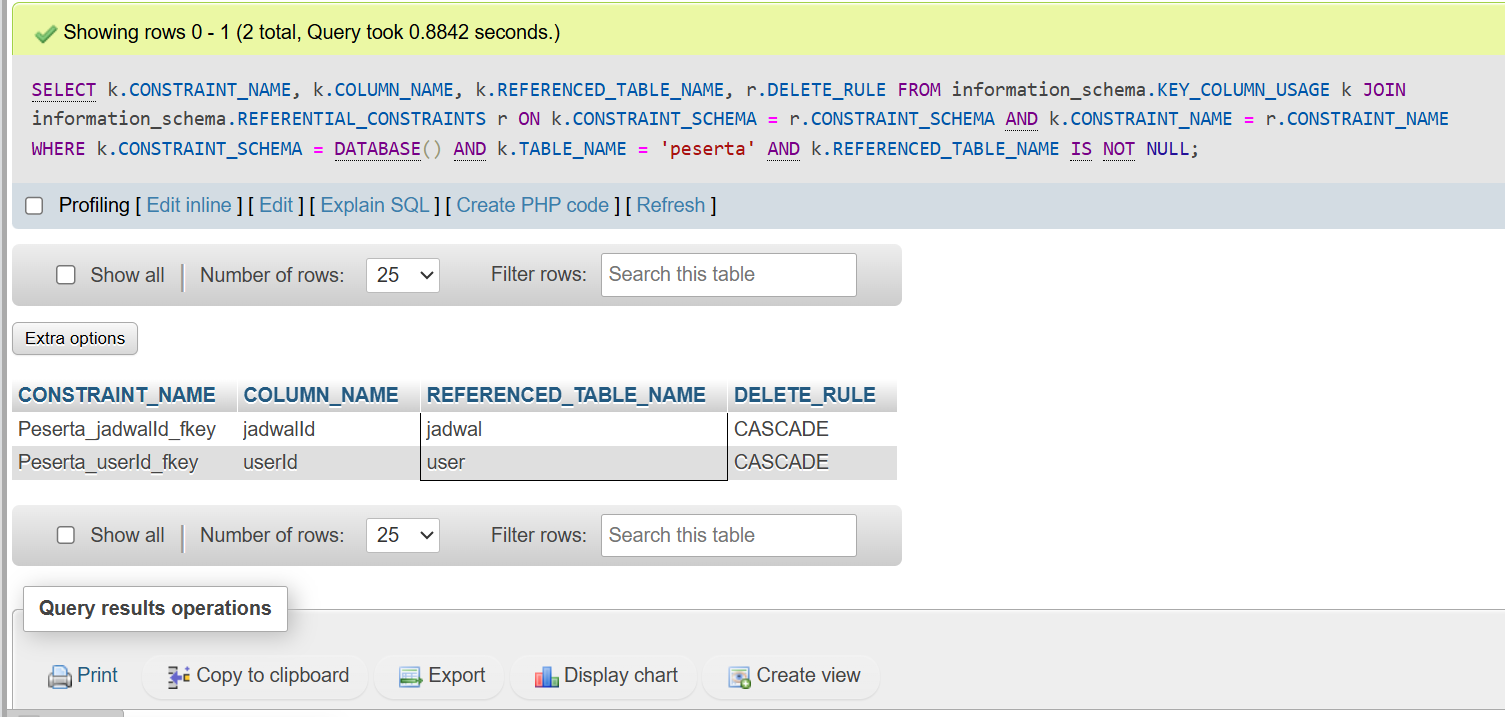 Showing rows 0 - 1 (2 total, Query took 0.8842 seconds.)
SELECT k.CONSTRAINT_NAME, k.COLUMN_NAME, k.REFERENCED_TABLE_NAME, r.DELETE_RULE FROM information_schema.KEY_COLUMN_USAGE k JOIN
information_schema.REFERENTIAL_CONSTRAINTS r ON k.CONSTRAINT_SCHEMA = r.CONSTRAINT_SCHEMA AND k.CONSTRAINT_NAME = r.CONSTRAINT_NAME
WHERE k.CONSTRAINT_SCHEMA = DATABASE() AND k.TABLE_NAME = 'peserta' AND k.REFERENCED_TABLE_NAME IS NOT NULL;
Profiling [ Edit inline ] [ Edit ] [ Explain SQL ] [ Create PHP code ] [ Refresh ]
Show all | Number of rows: 25 Filter rows: Search this table
Extra options
CONSTRAINT_NAME COLUMN_NAME REFERENCED_TABLE_NAME DELETE_RULE
Peserta_jadwalId_fkey jadwalId jadwal CASCADE
Peserta_userId_fkey userId user CASCADE
Show all | Number of rows: 25 Filter rows: Search this table
Query results operations
Print Copy to clipboard Export Display chart Create view